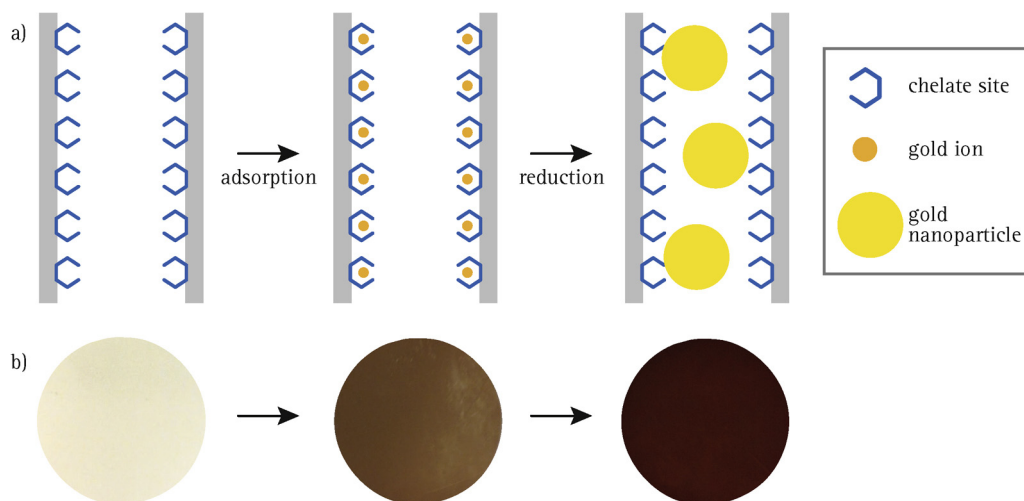 a)
adsorption
reduction
chelate site
gold ion
gold
nanoparticle
b)